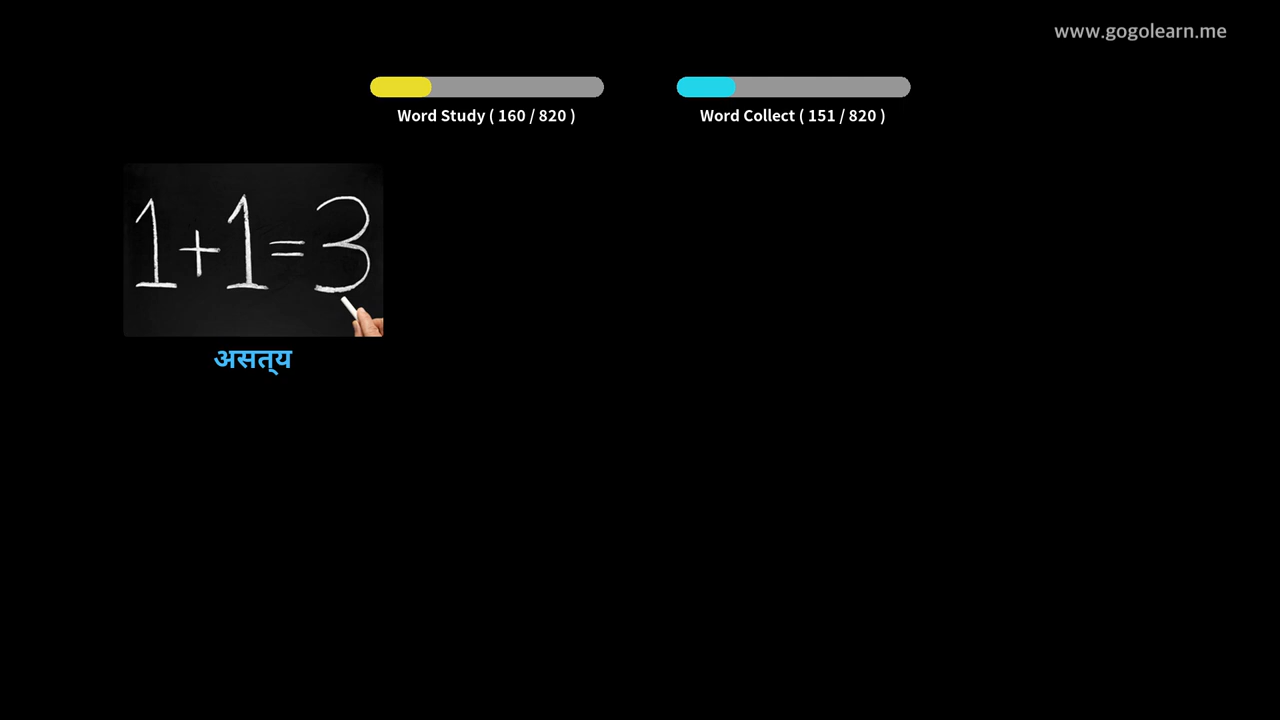 www.gogolearn.me
Word Study ( 160 / 820 )
Word Collect ( 151 / 820 )
1+1=3
असत्य